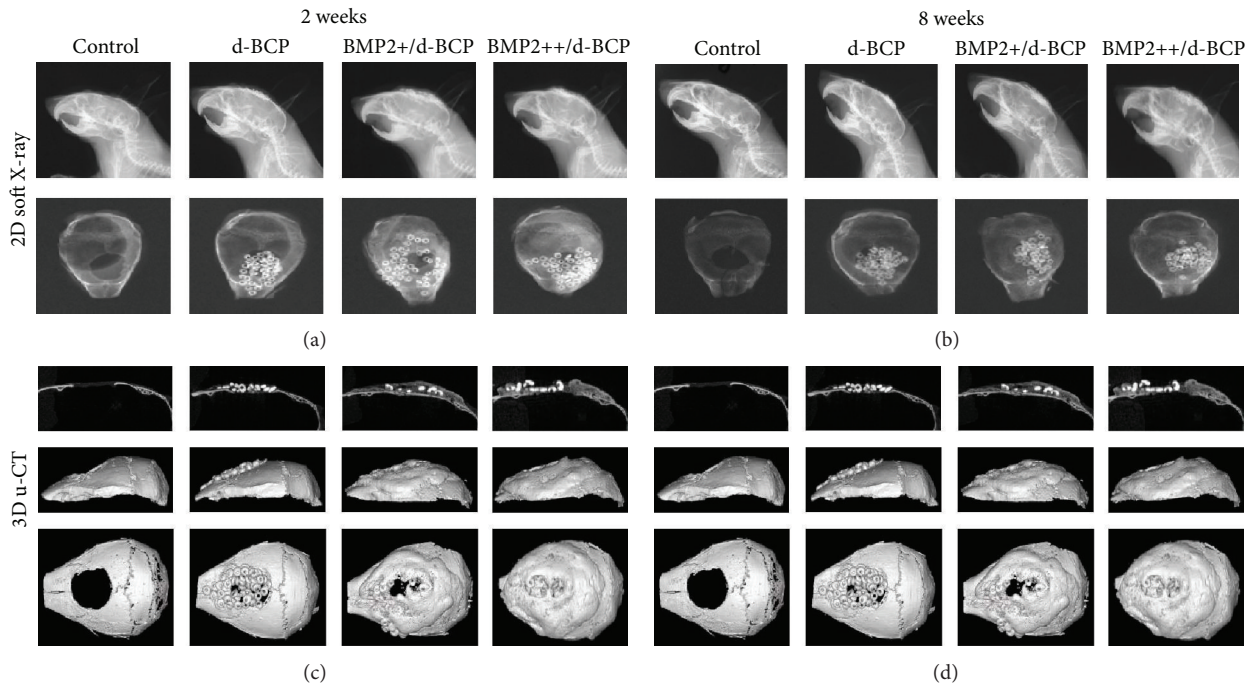 2 weeks
8 weeks
Control d-BCP BMP2+/d-BCP BMP2++/d-BCP
Control d-BCP BMP2+/d-BCP BMP2++/d-BCP
2D soft X-ray
(a)
(b)
3D u-CT
(c)
(d)